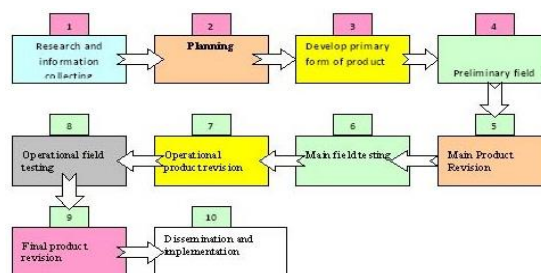 1
Research and
information
collecting
2
Planning
3
Develop primary
form of product
4
Preliminary field
8
Operational field
testing
7
Operational
product revision
6
Main field testing
5
Main Product
Revision
9
Final product
revision
10
Dissemination and
implementation